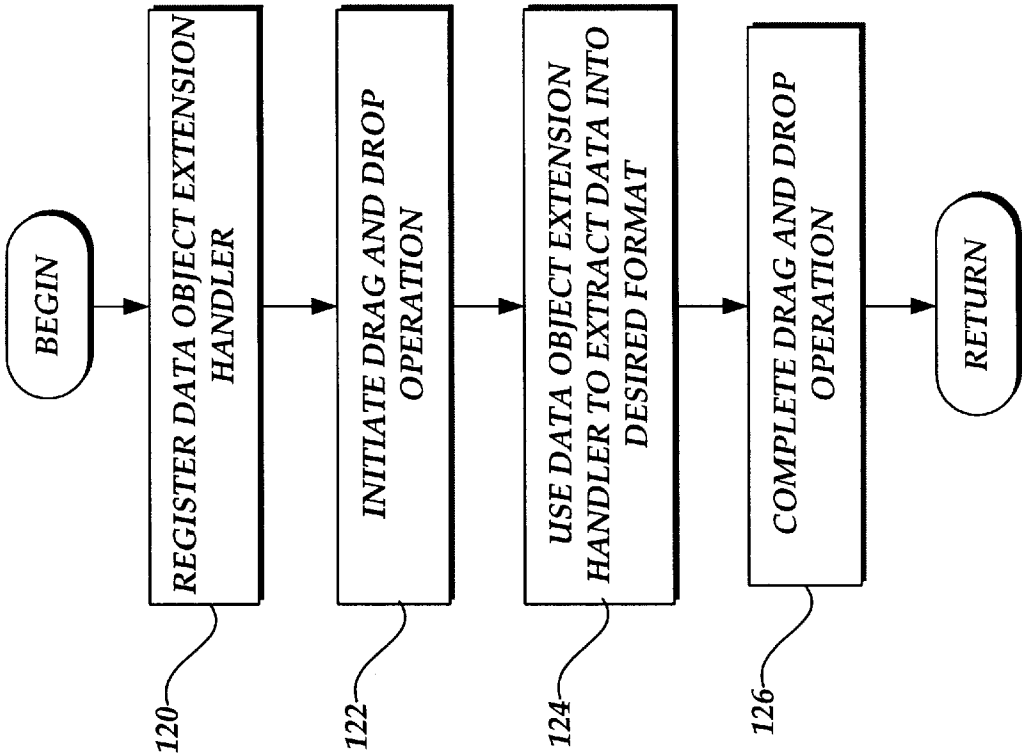 BEGIN
REGISTER DATA OBJECT EXTENSION
HANDLER
120
INITIATE DRAG AND DROP
OPERATION
122
USE DATA OBJECT EXTENSION
HANDLER TO EXTRACT DATA INTO
DESIRED FORMAT
124
COMPLETE DRAG AND DROP
OPERATION
126
RETURN